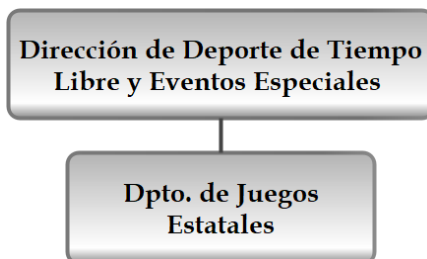 Dirección de Deporte de Tiempo
Libre y Eventos Especiales
Dpto. de Juegos
Estatales